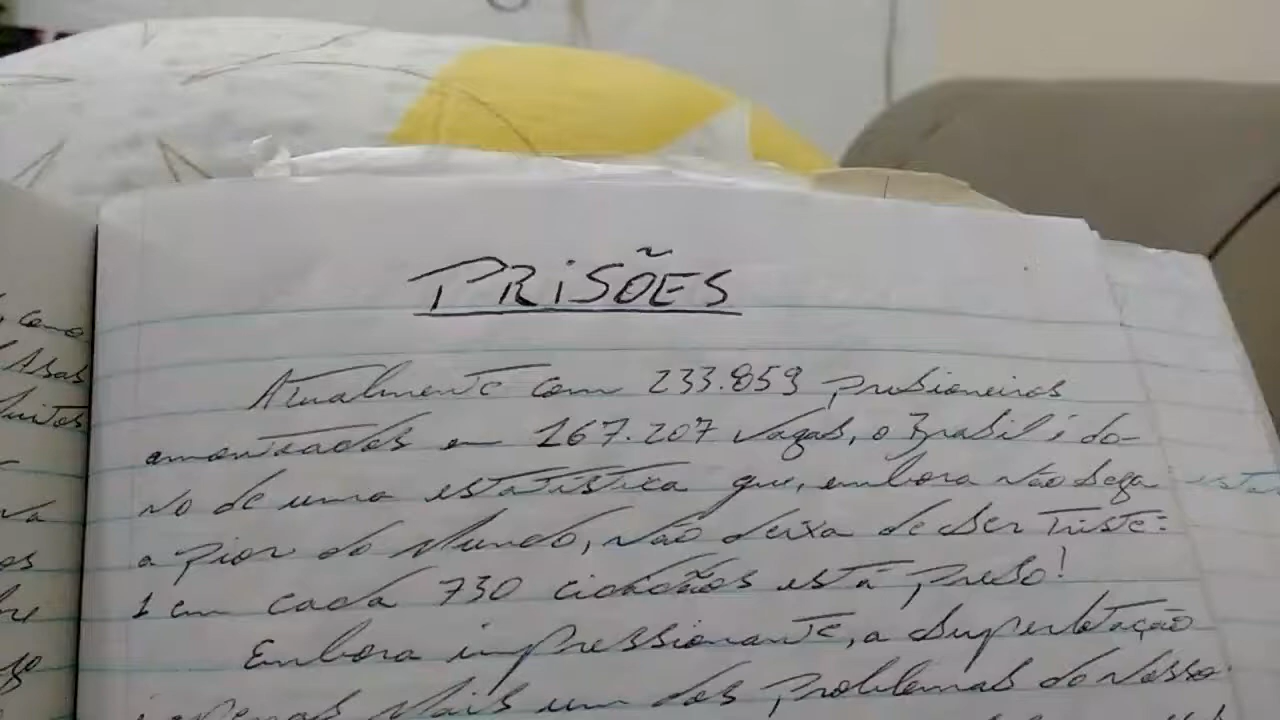 como
Asas
PRISÕES
Atualmente com 233.859 prisioneiros
amontoados em 167.207 vagas, o Brasil é do-
no de uma estatística que, embora não seja
a pior do Mundo, não deixa de ser triste:
1 em cada 730 cidadãos está preso!
Embora impressionante, a superlotação
é apenas mais um dos problemas do nosso